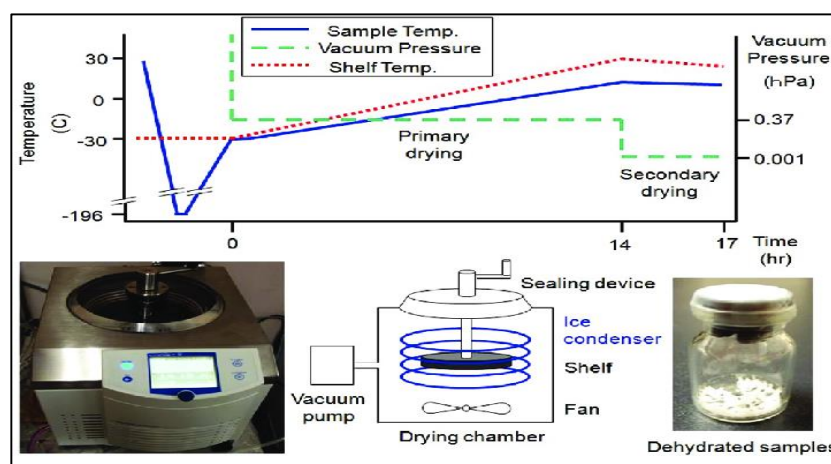 Sample Temp.
Vacuum Pressure
Shelf Temp.
Vacuum
Pressure
(hPa)
Temperature
(C)
30
0
-30
-196
0.37
0.001
Primary
drying
Secondary
drying
0
14
17
Time
(hr)
Sealing device
Ice
condenser
Shelf
Fan
Vacuum
pump
Drying chamber
Dehydrated samples